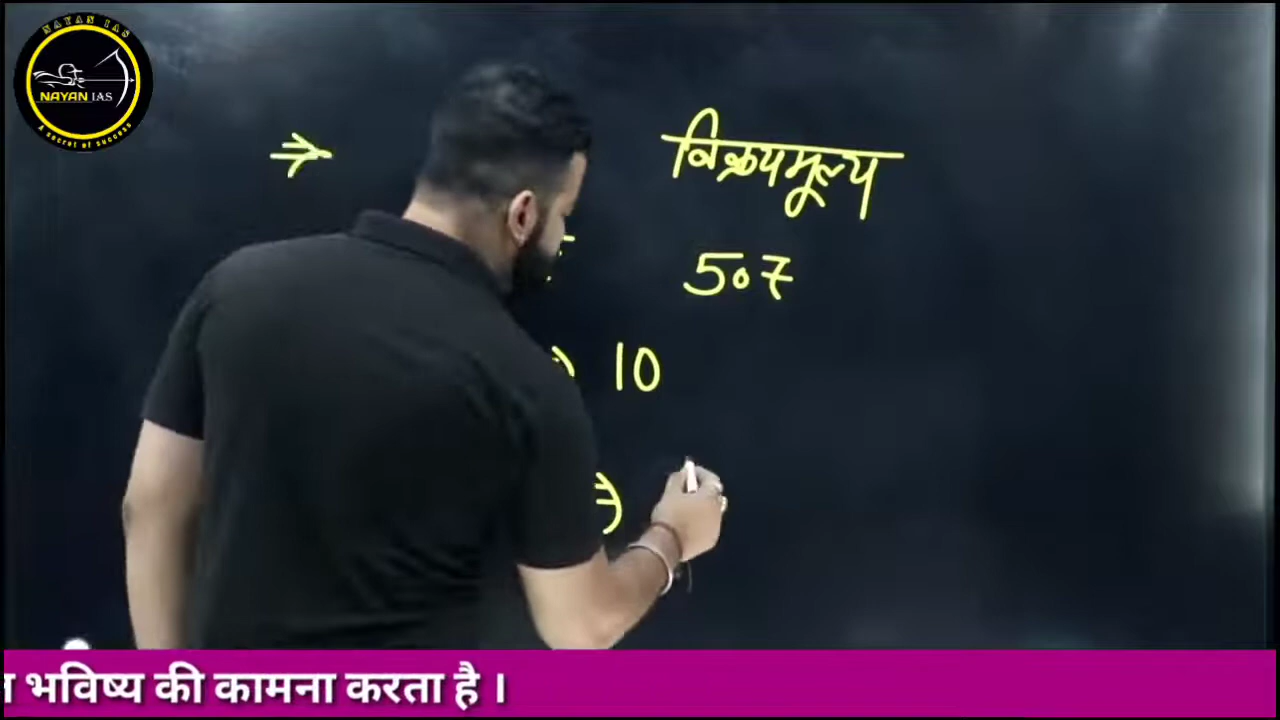 NAYAN IAS
NAYAN IAS
A secret of success
विक्रयमूल्य
507
10
भविष्य की कामना करता है ।